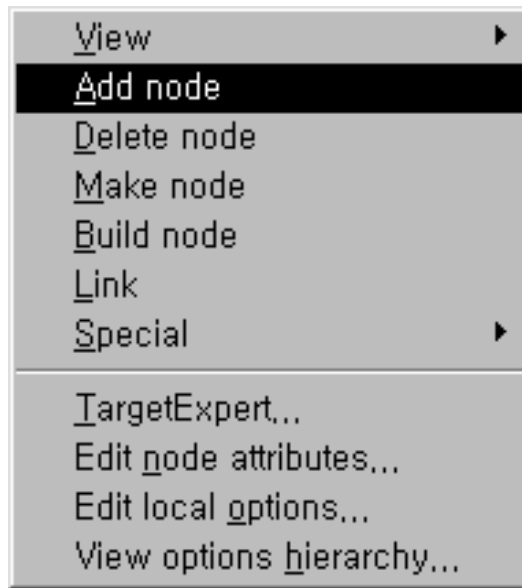 View
Add node
Delete node
Make node
Build node
Link
Special
TargetExpert...
Edit node attributes...
Edit local options...
View options hierarchy...